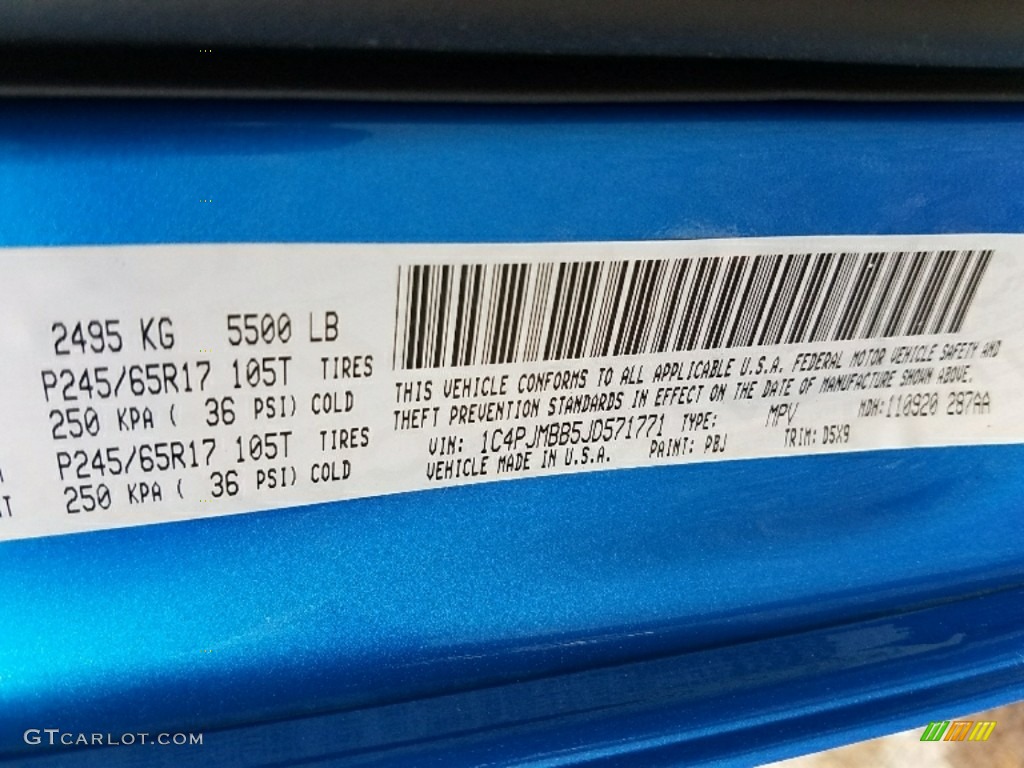 2495 KG 5500 LB
P245/65R17 105T TIRES
250 KPA ( 36 PSI) COLD
P245/65R17 105T TIRES
250 KPA ( 36 PSI) COLD
THIS VEHICLE CONFORMS TO ALL APPLICABLE U.S.A. FEDERAL MOTOR VEHICLE SAFETY AND
THEFT PREVENTION STANDARDS IN EFFECT ON THE DATE OF MANUFACTURE SHOWN ABOVE.
VIN: 1C4PJMBB5JD571771 TYPE: MPV MDH:110920 287AA
VEHICLE MADE IN U.S.A. PAINT: PBJ TRIM: D5X9
GTCARLOT.COM